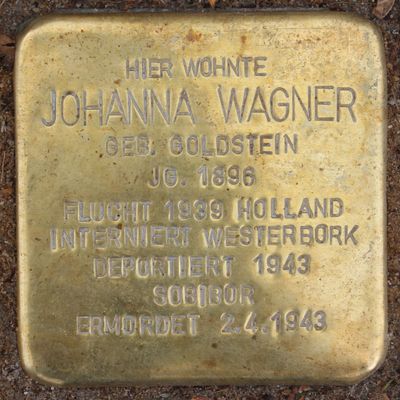 HIER WOHNTE
JOHANNA WAGNER
GEB. GOLDSTEIN
JG. 1896
FLUCHT 1939 HOLLAND
INTERNIERT WESTERBORK
DEPORTIERT 1943
SOBIBOR
ERMORDET 2.4.1943